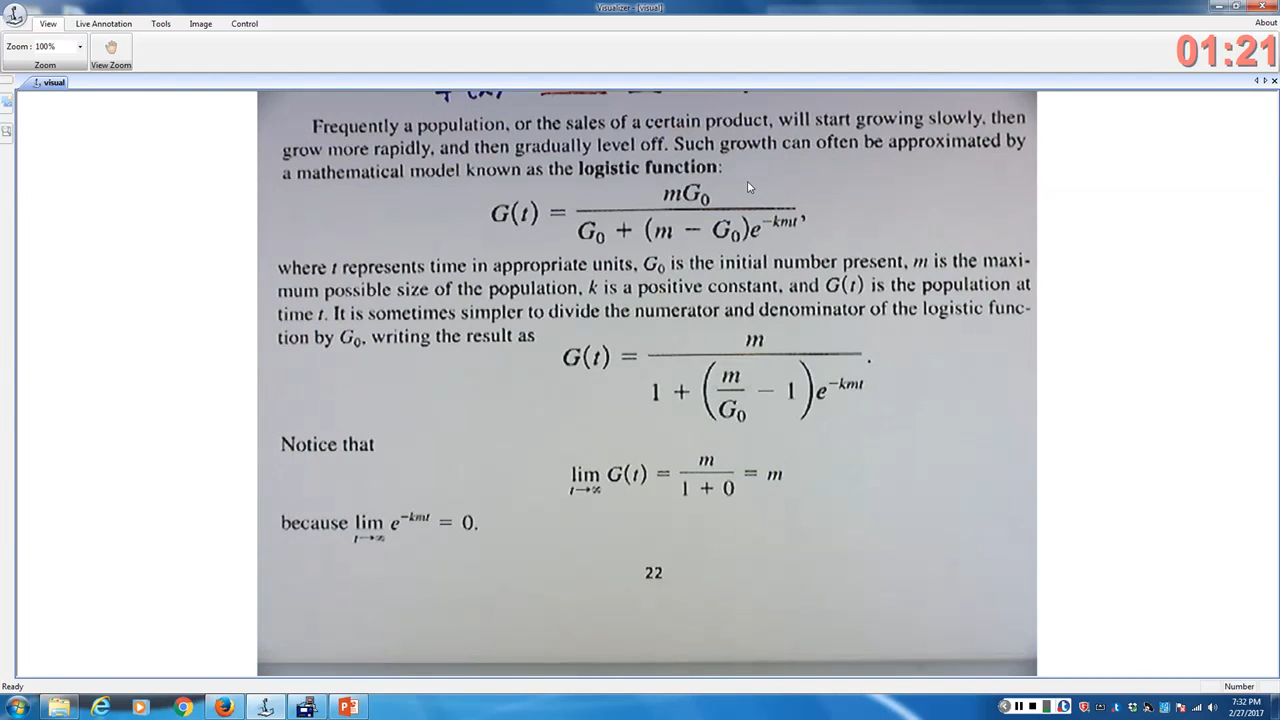 Visualizer - [visual]
View Live Annotation Tools Image Control About
Zoom : 100% View Zoom
Zoom Zoom
01:21
visual
Frequently a population, or the sales of a certain product, will start growing slowly, then
grow more rapidly, and then gradually level off. Such growth can often be approximated by
a mathematical model known as the logistic function:
G(t) = mG₀ / (G₀ + (m − G₀)e^(−kmt)),
where t represents time in appropriate units, G₀ is the initial number present, m is the maxi-
mum possible size of the population, k is a positive constant, and G(t) is the population at
time t. It is sometimes simpler to divide the numerator and denominator of the logistic func-
tion by G₀, writing the result as
G(t) = m / (1 + (m/G₀ − 1)e^(−kmt)).
Notice that
lim t→∞ G(t) = m / (1 + 0) = m
because lim t→∞ e^(−kmt) = 0.
22
Ready Number
7:32 PM
2/27/2017